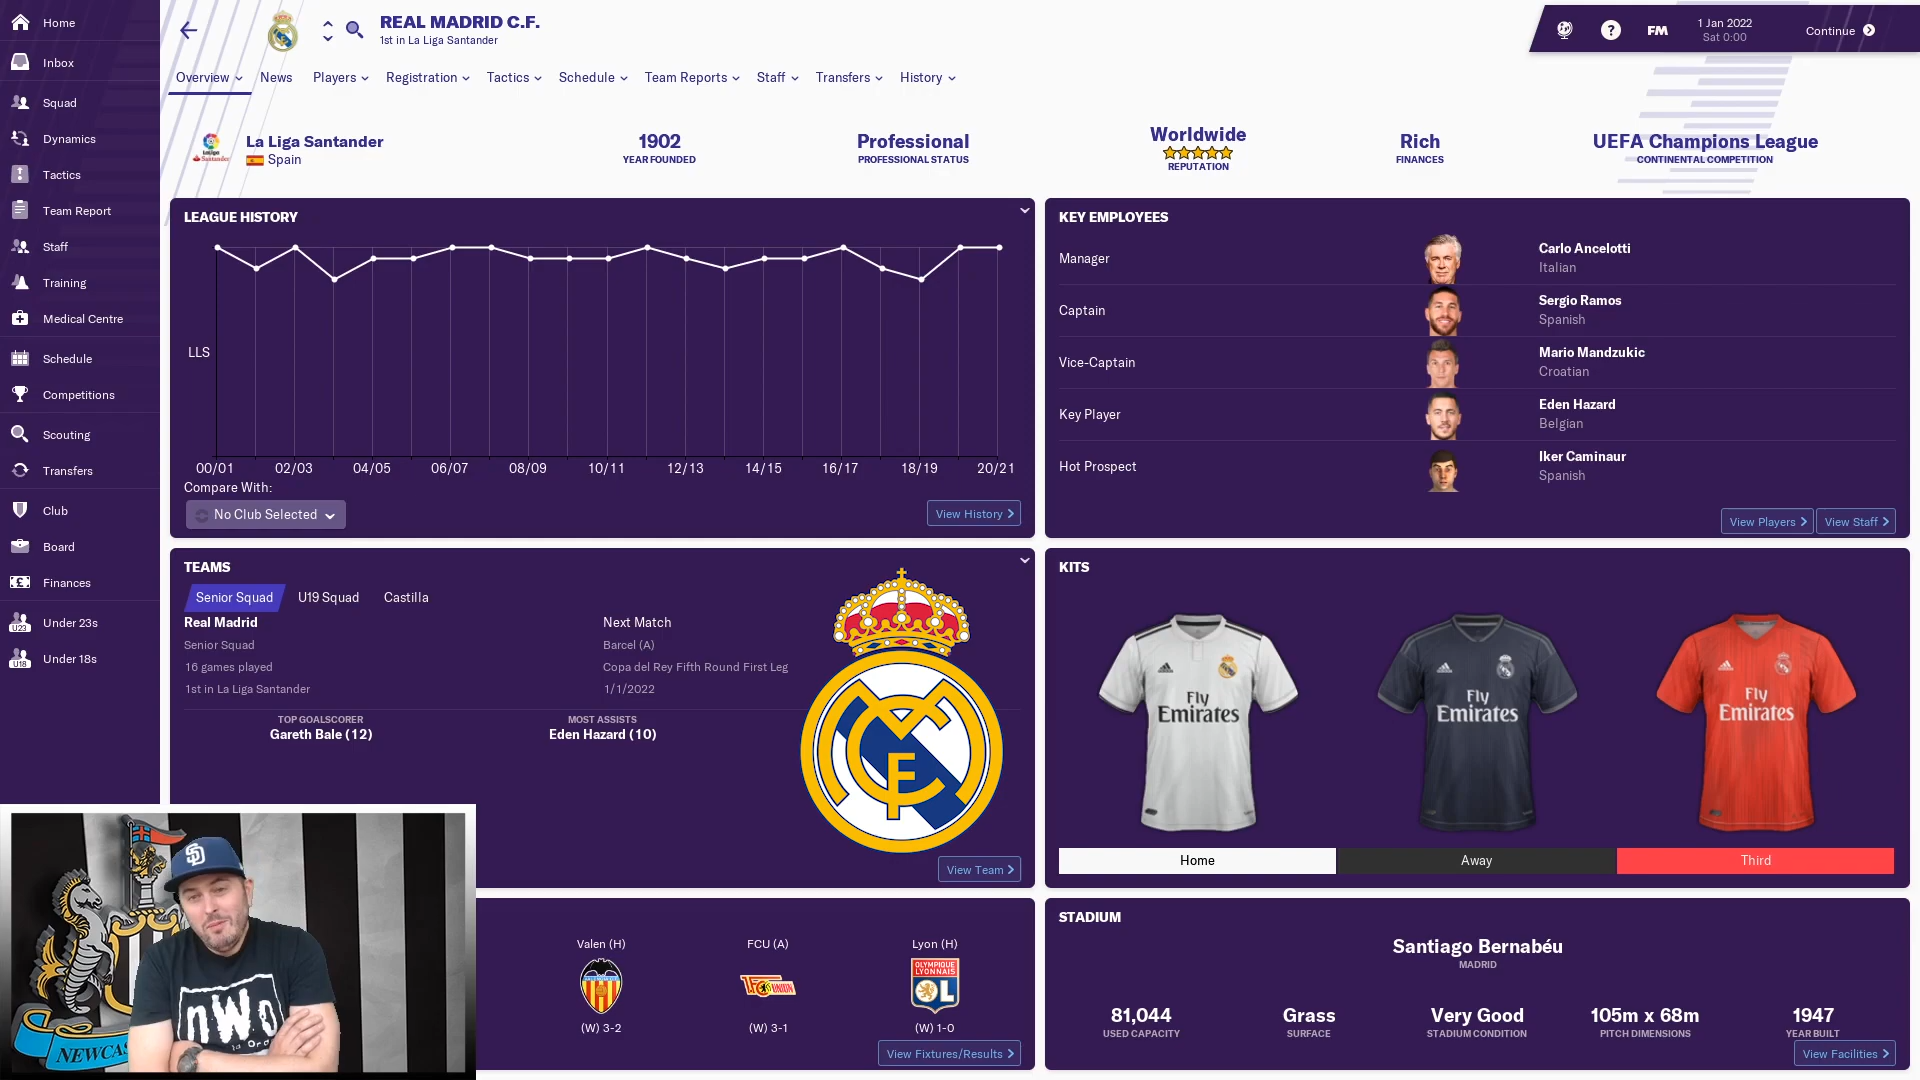 Home
Inbox
Squad
Dynamics
Tactics
Team Report
Staff
Training
Medical Centre
Schedule
Competitions
Scouting
Transfers
Club
Board
Finances
U23
Under 23s
U18
Under 18s
REAL MADRID C.F.
1st in La Liga Santander
?
FM
1 Jan 2022
Sat 0:00
Continue
Overview
News
Players
Registration
Tactics
Schedule
Team Reports
Staff
Transfers
History
La Liga Santander
Spain
1902
YEAR FOUNDED
Professional
PROFESSIONAL STATUS
Worldwide
REPUTATION
Rich
FINANCES
UEFA Champions League
CONTINENTAL COMPETITION
LEAGUE HISTORY
LLS
00/01 02/03 04/05 06/07 08/09 10/11 12/13 14/15 16/17 18/19 20/21
Compare With:
No Club Selected
View History
KEY EMPLOYEES
Manager
Carlo Ancelotti
Italian
Captain
Sergio Ramos
Spanish
Vice-Captain
Mario Mandzukic
Croatian
Key Player
Eden Hazard
Belgian
Hot Prospect
Iker Caminaur
Spanish
View Players
View Staff
TEAMS
Senior Squad
U19 Squad
Castilla
Real Madrid
Senior Squad
16 games played
1st in La Liga Santander
Next Match
Barcel (A)
Copa del Rey Fifth Round First Leg
1/1/2022
TOP GOALSCORER
Gareth Bale (12)
MOST ASSISTS
Eden Hazard (10)
View Team
KITS
Fly
Emirates
Fly
Emirates
Fly
Emirates
Home
Away
Third
Valen (H)
(W) 3-2
FCU (A)
(W) 3-1
Lyon (H)
OLYMPIQUE
LYONNAIS
OL
(W) 1-0
View Fixtures/Results
STADIUM
Santiago Bernabéu
MADRID
81,044
USED CAPACITY
Grass
SURFACE
Very Good
STADIUM CONDITION
105m x 68m
PITCH DIMENSIONS
1947
YEAR BUILT
View Facilities
SD
nWo
NEWCAS